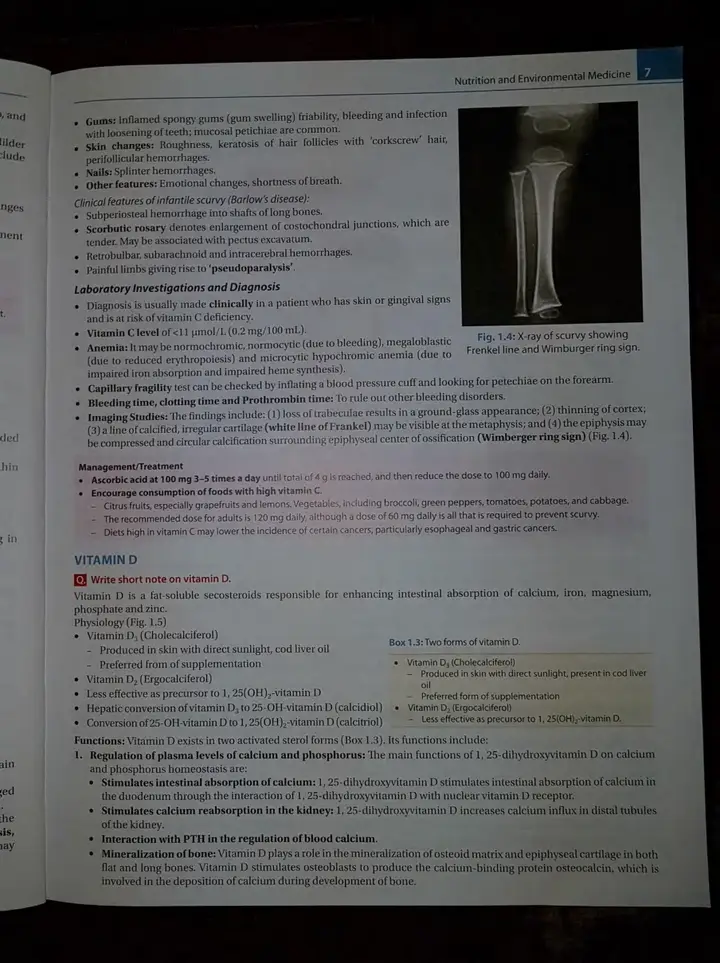 Nutrition and Environmental Medicine 7
, and
filder
clude
nges
nent
t.
ded
hin
g in
ain
ged
.
the
sis,
nay
• Gums: Inflamed spongy gums (gum swelling) friability, bleeding and infection
with loosening of teeth; mucosal petichiae are common.
• Skin changes: Roughness, keratosis of hair follicles with ‘corkscrew’ hair,
perifollicular hemorrhages.
• Nails: Splinter hemorrhages.
• Other features: Emotional changes, shortness of breath.
Clinical features of infantile scurvy (Barlow’s disease):
• Subperiosteal hemorrhage into shafts of long bones.
• Scorbutic rosary denotes enlargement of costochondral junctions, which are
tender. May be associated with pectus excavatum.
• Retrobulbar, subarachnoid and intracerebral hemorrhages.
• Painful limbs giving rise to ‘pseudoparalysis’.
Laboratory Investigations and Diagnosis
• Diagnosis is usually made clinically in a patient who has skin or gingival signs
and is at risk of vitamin C deficiency.
• Vitamin C level of <11 µmol/L (0.2 mg/100 mL).
• Anemia: It may be normochromic, normocytic (due to bleeding), megaloblastic
(due to reduced erythropoiesis) and microcytic hypochromic anemia (due to
impaired iron absorption and impaired heme synthesis).
Fig. 1.4: X-ray of scurvy showing
Frenkel line and Wimburger ring sign.
• Capillary fragility test can be checked by inflating a blood pressure cuff and looking for petechiae on the forearm.
• Bleeding time, clotting time and Prothrombin time: To rule out other bleeding disorders.
• Imaging Studies: The findings include: (1) loss of trabeculae results in a ground-glass appearance; (2) thinning of cortex;
(3) a line of calcified, irregular cartilage (white line of Frankel) may be visible at the metaphysis; and (4) the epiphysis may
be compressed and circular calcification surrounding epiphyseal center of ossification (Wimberger ring sign) (Fig. 1.4).
Management/Treatment
• Ascorbic acid at 100 mg 3–5 times a day until total of 4 g is reached, and then reduce the dose to 100 mg daily.
• Encourage consumption of foods with high vitamin C.
– Citrus fruits, especially grapefruits and lemons. Vegetables, including broccoli, green peppers, tomatoes, potatoes, and cabbage.
– The recommended dose for adults is 120 mg daily, although a dose of 60 mg daily is all that is required to prevent scurvy.
– Diets high in vitamin C may lower the incidence of certain cancers, particularly esophageal and gastric cancers.
VITAMIN D
Q. Write short note on vitamin D.
Vitamin D is a fat-soluble secosteroids responsible for enhancing intestinal absorption of calcium, iron, magnesium,
phosphate and zinc.
Physiology (Fig. 1.5)
• Vitamin D₃ (Cholecalciferol)
– Produced in skin with direct sunlight, cod liver oil
– Preferred from of supplementation
• Vitamin D₂ (Ergocalciferol)
• Less effective as precursor to 1, 25(OH)₂-vitamin D
• Hepatic conversion of vitamin D₃ to 25-OH-vitamin D (calcidiol)
• Conversion of 25-OH-vitamin D to 1, 25(OH)₂-vitamin D (calcitriol)
Box 1.3: Two forms of vitamin D.
• Vitamin D₃ (Cholecalciferol)
– Produced in skin with direct sunlight, present in cod liver
oil
– Preferred form of supplementation
• Vitamin D₂ (Ergocalciferol)
– Less effective as precursor to 1, 25(OH)₂-vitamin D.
Functions: Vitamin D exists in two activated sterol forms (Box 1.3). Its functions include:
1. Regulation of plasma levels of calcium and phosphorus: The main functions of 1, 25-dihydroxyvitamin D on calcium
and phosphorus homeostasis are:
• Stimulates intestinal absorption of calcium: 1, 25-dihydroxyvitamin D stimulates intestinal absorption of calcium in
the duodenum through the interaction of 1, 25-dihydroxyvitamin D with nuclear vitamin D receptor.
• Stimulates calcium reabsorption in the kidney: 1, 25-dihydroxyvitamin D increases calcium influx in distal tubules
of the kidney.
• Interaction with PTH in the regulation of blood calcium.
• Mineralization of bone: Vitamin D plays a role in the mineralization of osteoid matrix and epiphyseal cartilage in both
flat and long bones. Vitamin D stimulates osteoblasts to produce the calcium-binding protein osteocalcin, which is
involved in the deposition of calcium during development of bone.